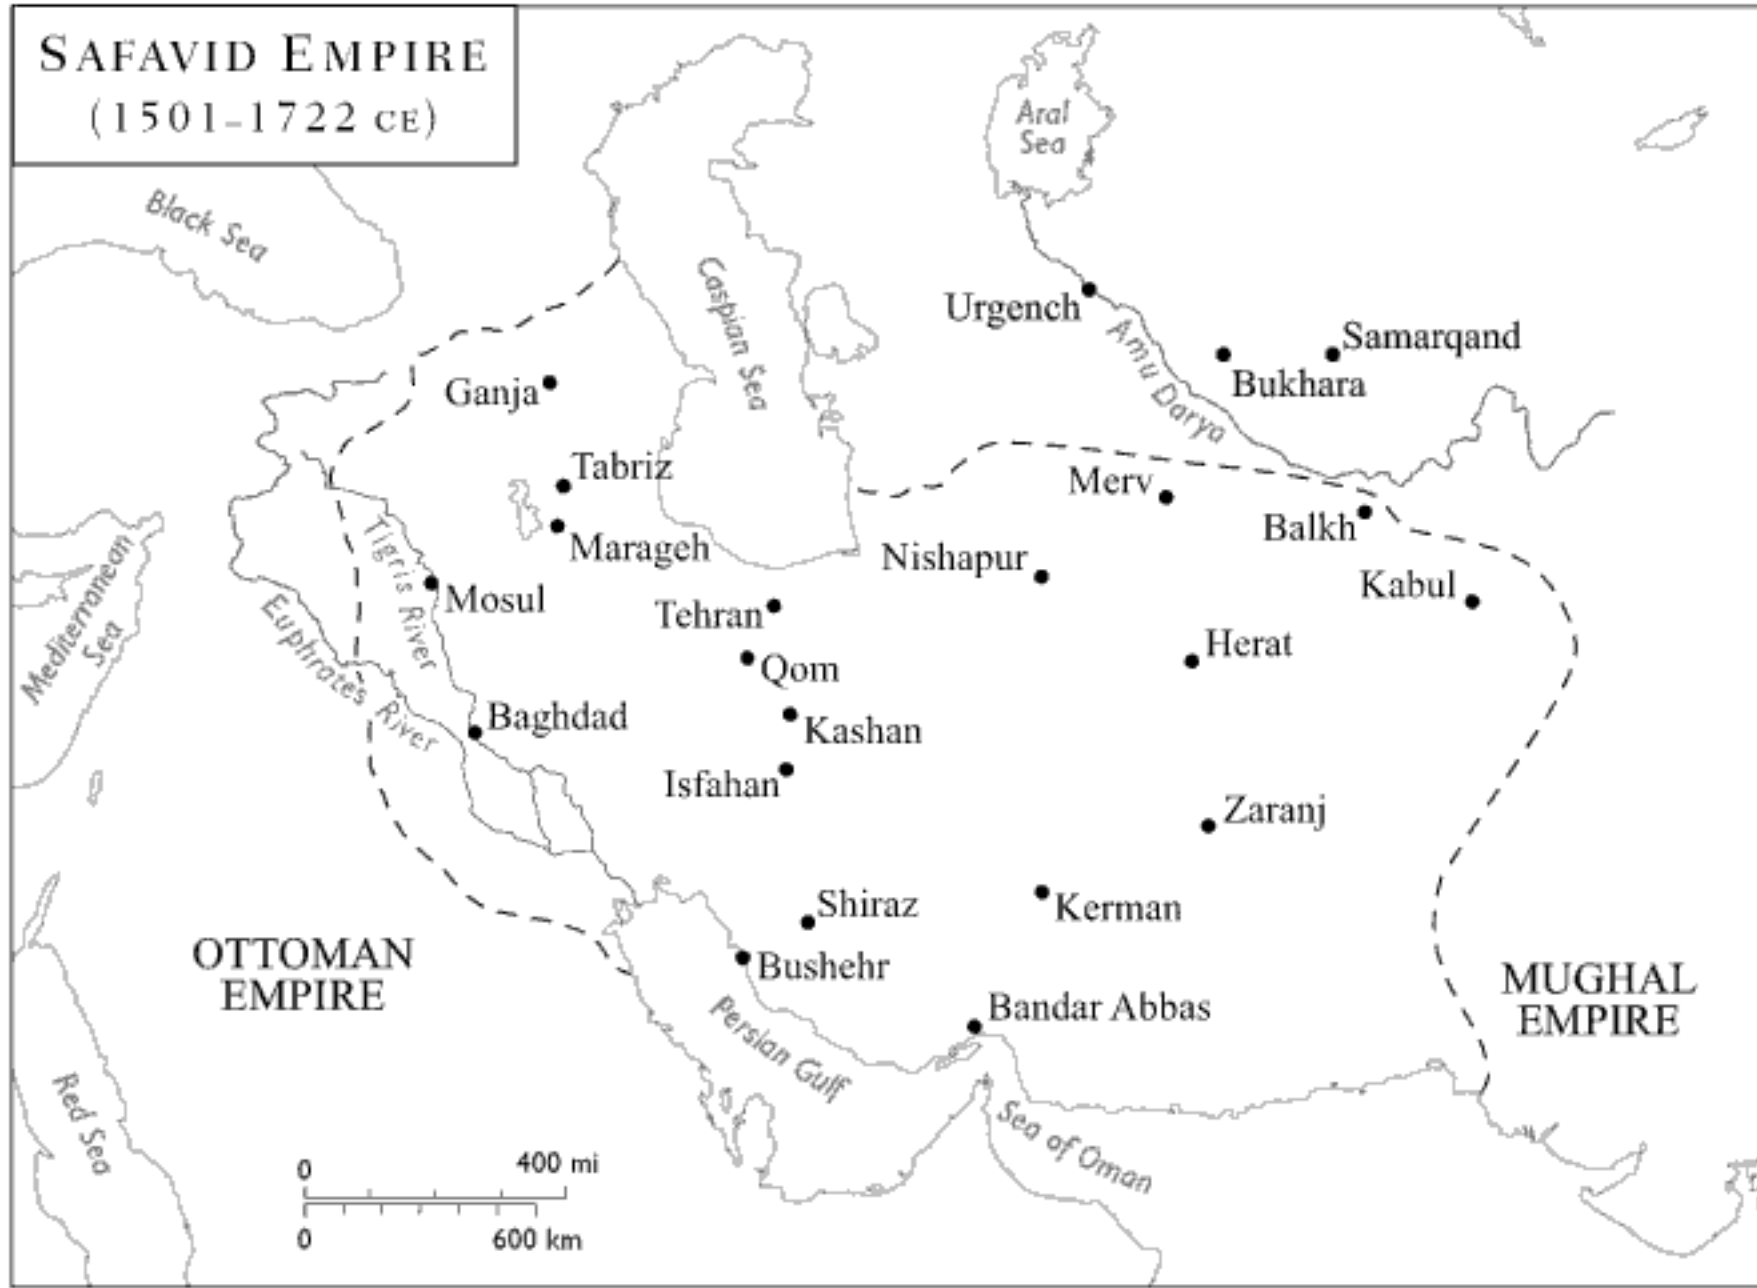 SAFAVID EMPIRE
(1501–1722 CE)
Black Sea
Aral
Sea
Caspian Sea
Urgench
Amu Darya
Samarqand
Bukhara
Ganja
Tabriz
Marageh
Merv
Balkh
Nishapur
Kabul
Tigris River
Mosul
Mediterranean
Sea
Euphrates River
Tehran
Qom
Herat
Baghdad
Kashan
Isfahan
Zaranj
Shiraz
Kerman
Bushehr
OTTOMAN
EMPIRE
MUGHAL
EMPIRE
Bandar Abbas
Persian Gulf
Red Sea
Sea of Oman
0
400 mi
0
600 km